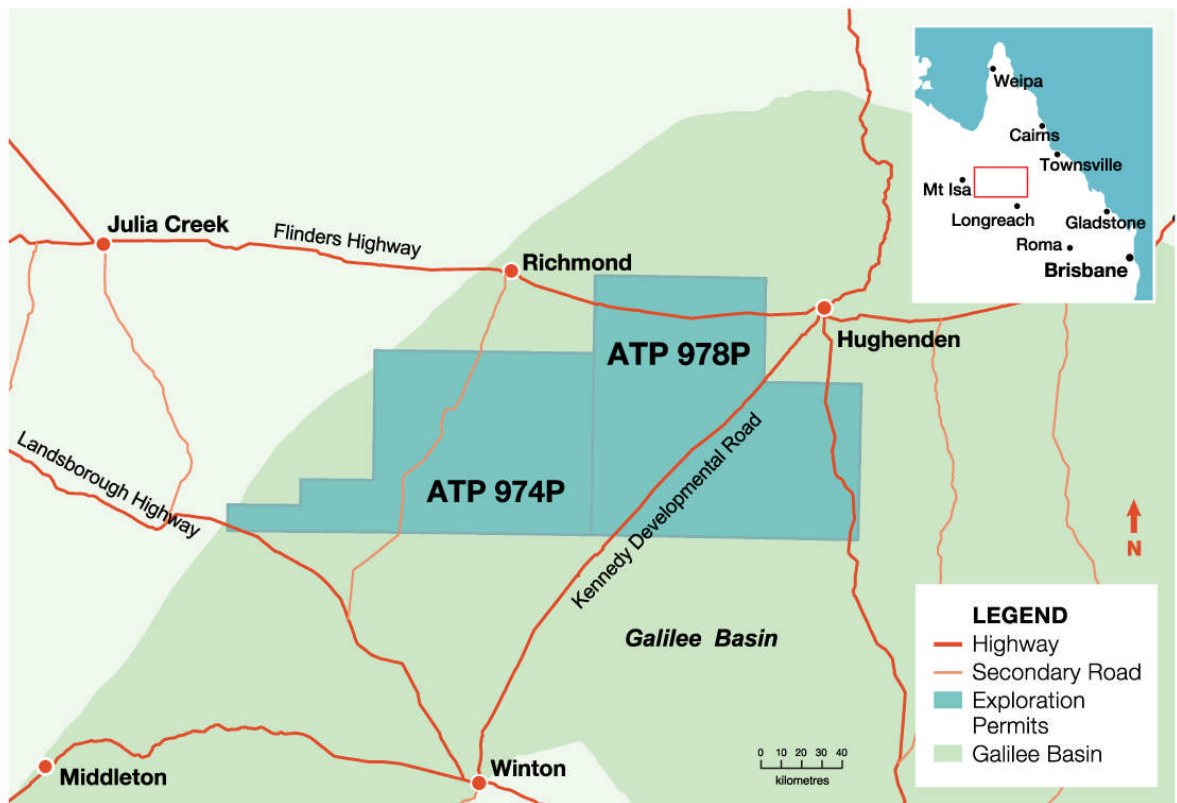 Weipa
Cairns
Townsville
Mt Isa
Longreach
Gladstone
Roma
Brisbane
Julia Creek
Flinders Highway
Richmond
Hughenden
ATP 978P
Landsborough Highway
ATP 974P
Kennedy Developmental Road
N
Galilee Basin
LEGEND
Highway
Secondary Road
Exploration
Permits
Galilee Basin
0 10 20 30 40
kilometres
Middleton
Winton